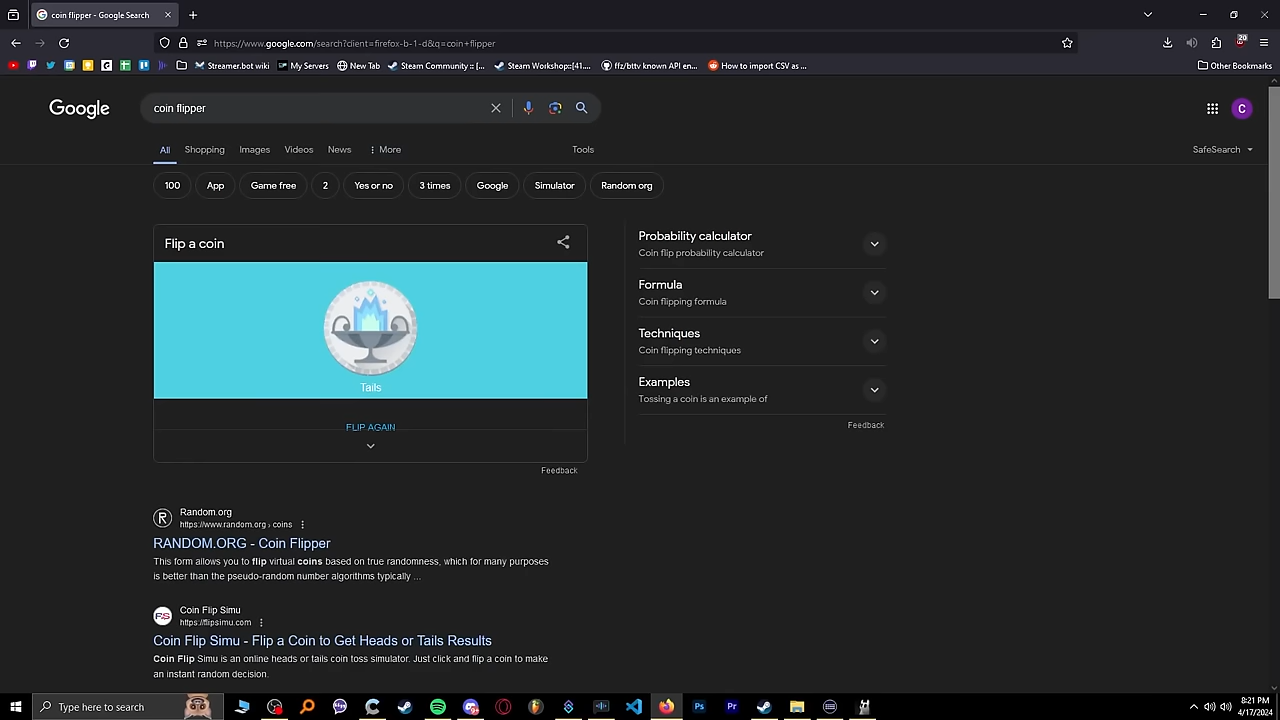 coin flipper - Google Search
https://www.google.com/search?client=firefox-b-1-d&q=coin+flipper
20
Streamer.bot wiki
My Servers
New Tab
Steam Community :: [...
Steam Workshop::[41....
ffz/bttv known API en...
How to import CSV as ...
Other Bookmarks
Google
coin flipper
C
All
Shopping
Images
Videos
News
More
Tools
SafeSearch
100
App
Game free
2
Yes or no
3 times
Google
Simulator
Random org
Flip a coin
Tails
FLIP AGAIN
Feedback
Probability calculator
Coin flip probability calculator
Formula
Coin flipping formula
Techniques
Coin flipping techniques
Examples
Tossing a coin is an example of
Feedback
R
Random.org
https://www.random.org › coins
RANDOM.ORG - Coin Flipper
This form allows you to flip virtual coins based on true randomness, which for many purposes
is better than the pseudo-random number algorithms typically ...
Coin Flip Simu
https://flipsimu.com
Coin Flip Simu - Flip a Coin to Get Heads or Tails Results
Coin Flip Simu is an online heads or tails coin toss simulator. Just click and flip a coin to make
an instant random decision.
Type here to search
Ps
Pr
8:21 PM
4/17/2024